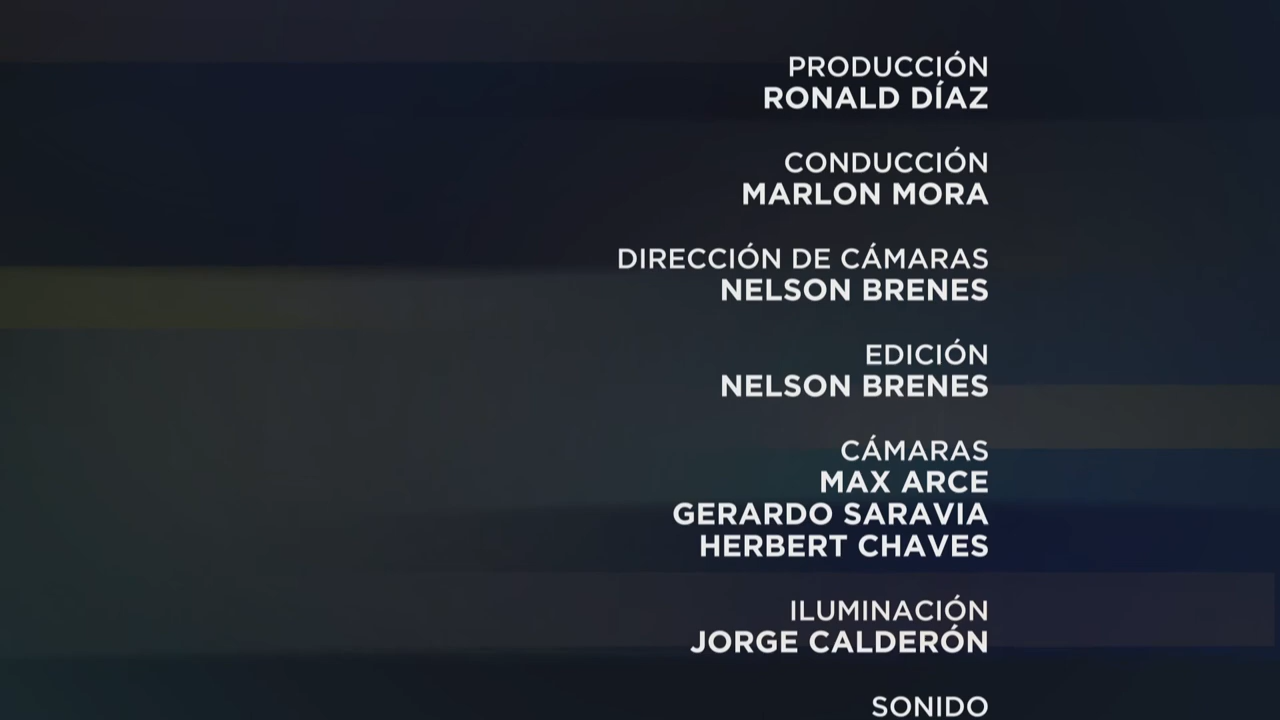 PRODUCCIÓN
RONALD DÍAZ
CONDUCCIÓN
MARLON MORA
DIRECCIÓN DE CÁMARAS
NELSON BRENES
EDICIÓN
NELSON BRENES
CÁMARAS
MAX ARCE
GERARDO SARAVIA
HERBERT CHAVES
ILUMINACIÓN
JORGE CALDERÓN
SONIDO